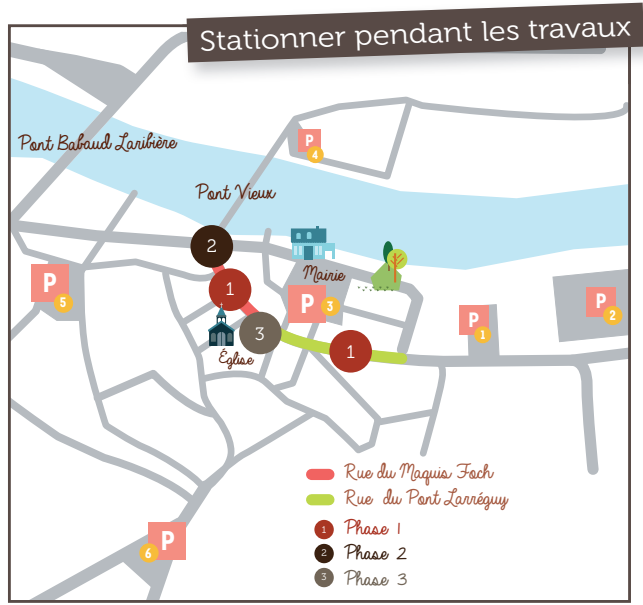 Stationner pendant les travaux
Pont Babaud Laribière
Pont Vieux
P
4
2
Mairie
P
5
1
P
3
P
1
P
2
3
Église
1
P
6
Rue du Maquis Foch
Rue du Pont Larréguy
1 Phase 1
2 Phase 2
3 Phase 3